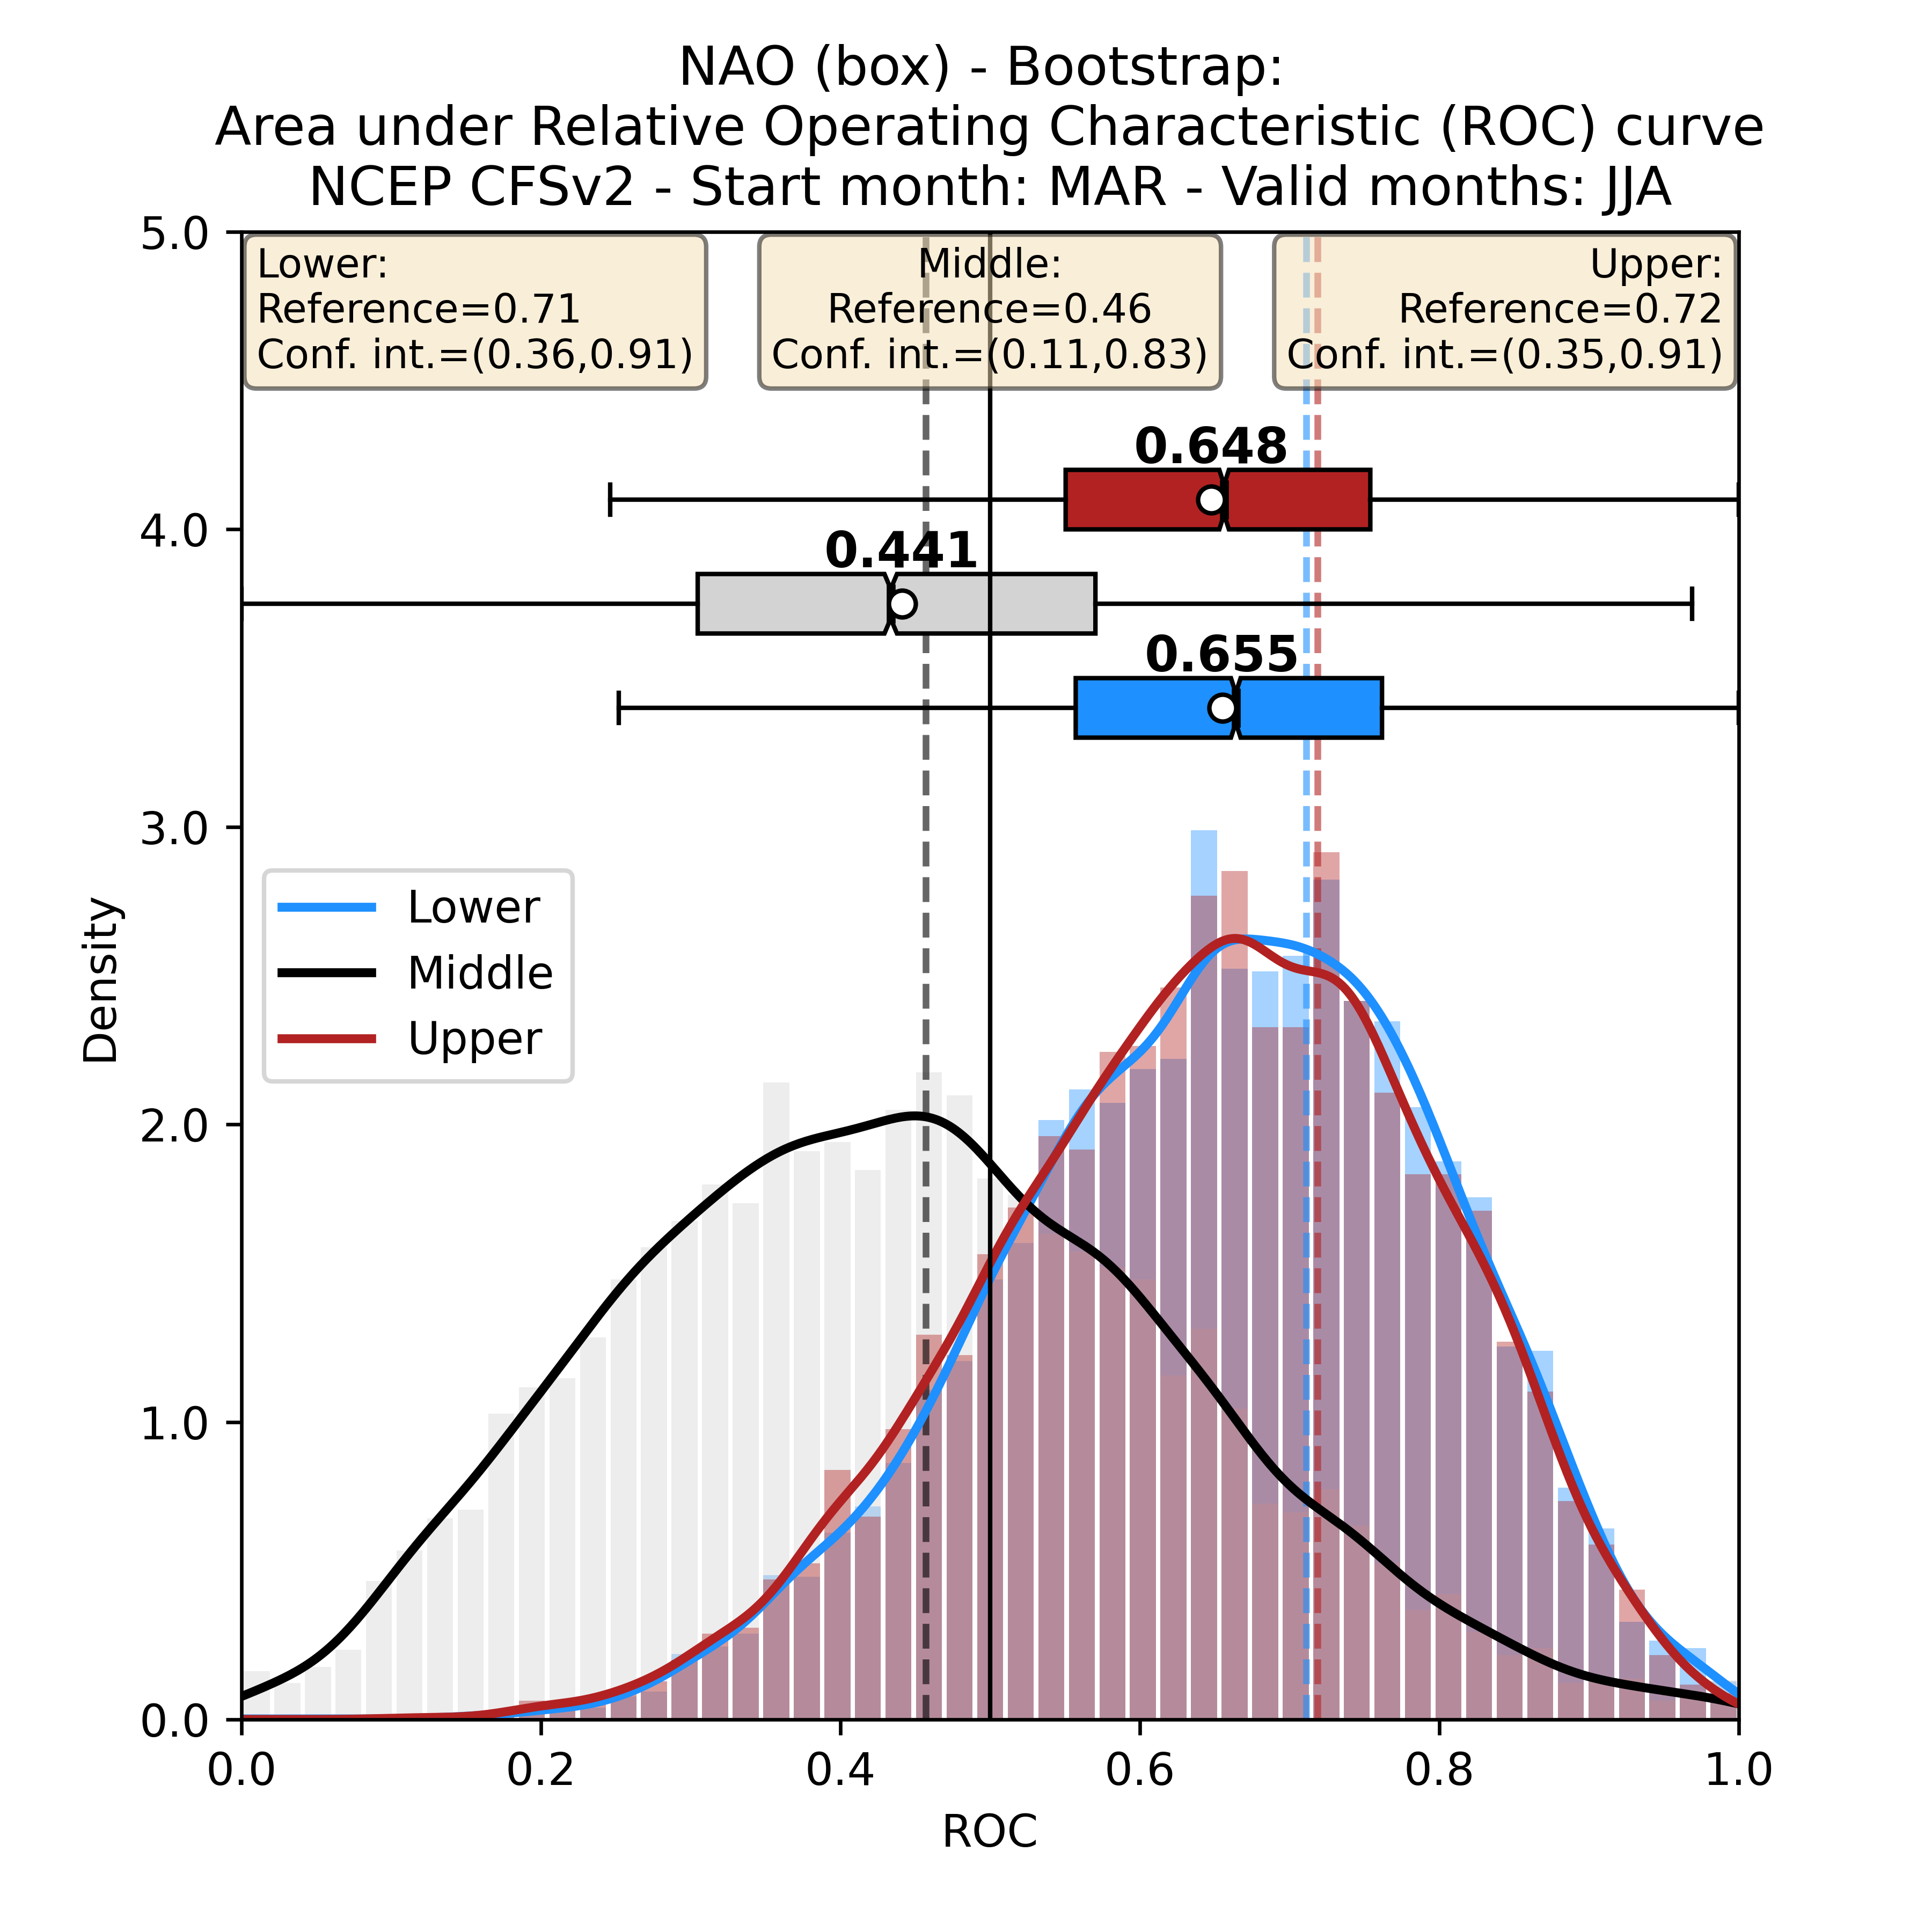 NAO (box) - Bootstrap:
Area under Relative Operating Characteristic (ROC) curve
NCEP CFSv2 - Start month: MAR - Valid months: JJA
Lower:
Reference=0.71
Conf. int.=(0.36,0.91)
Middle:
Reference=0.46
Conf. int.=(0.11,0.83)
Upper:
Reference=0.72
Conf. int.=(0.35,0.91)
0.648
0.441
0.655
Lower
Middle
Upper
Density
5.0
4.0
3.0
2.0
1.0
0.0
0.0 0.2 0.4 0.6 0.8 1.0
ROC